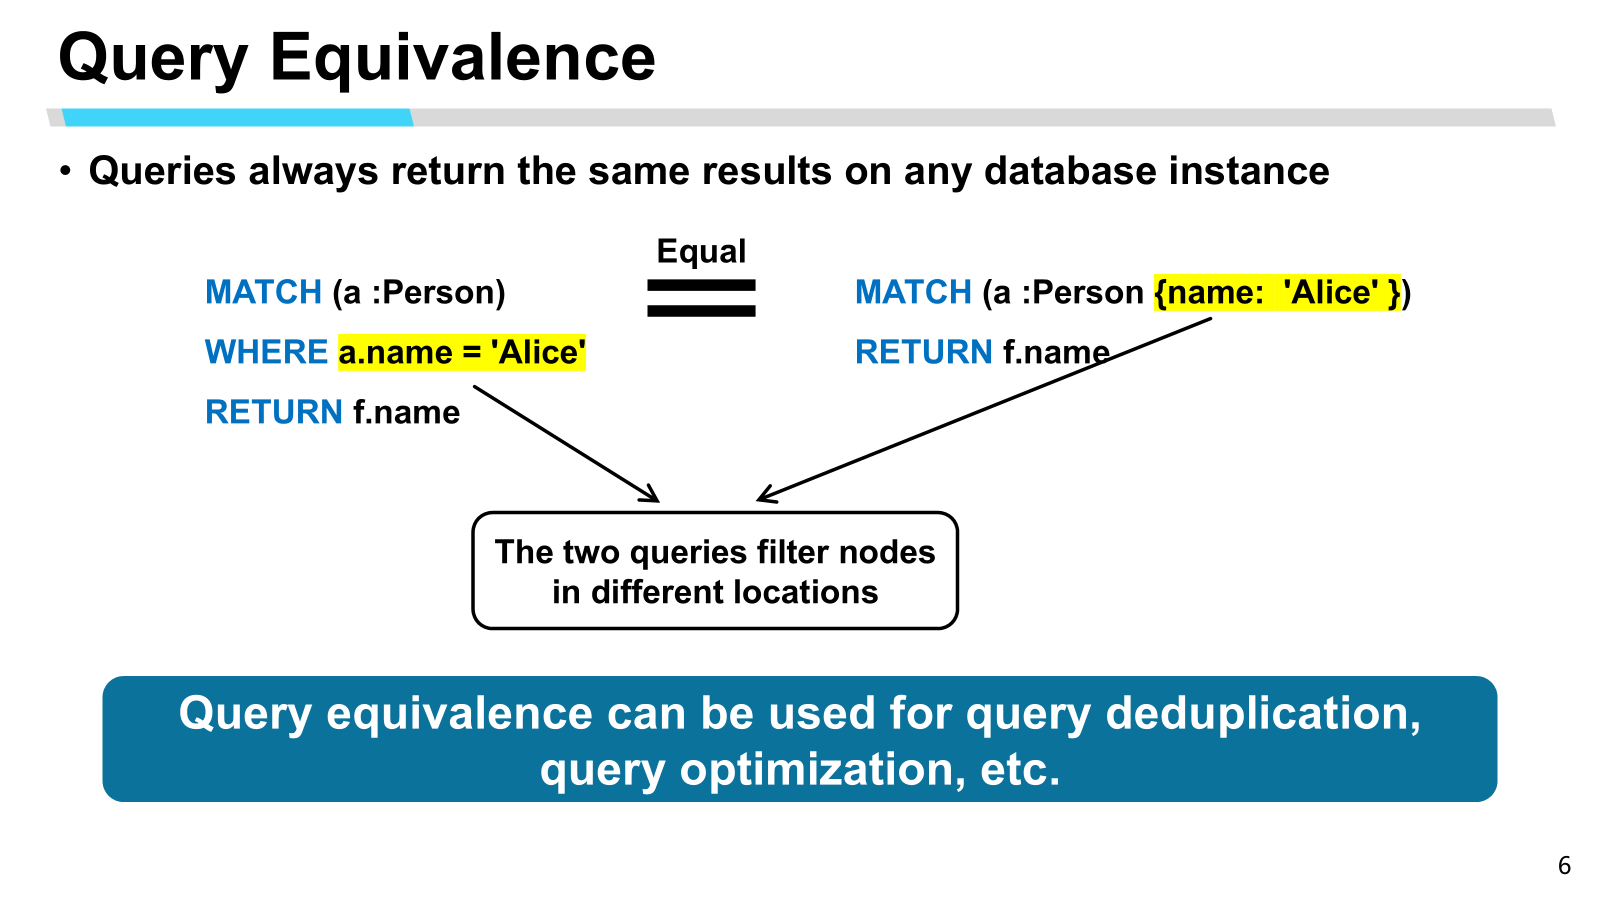 Query Equivalence
• Queries always return the same results on any database instance
Equal
MATCH (a :Person)
WHERE a.name = 'Alice'
RETURN f.name
MATCH (a :Person {name:  'Alice' })
RETURN f.name
The two queries filter nodes
in different locations
Query equivalence can be used for query deduplication,
query optimization, etc.
6